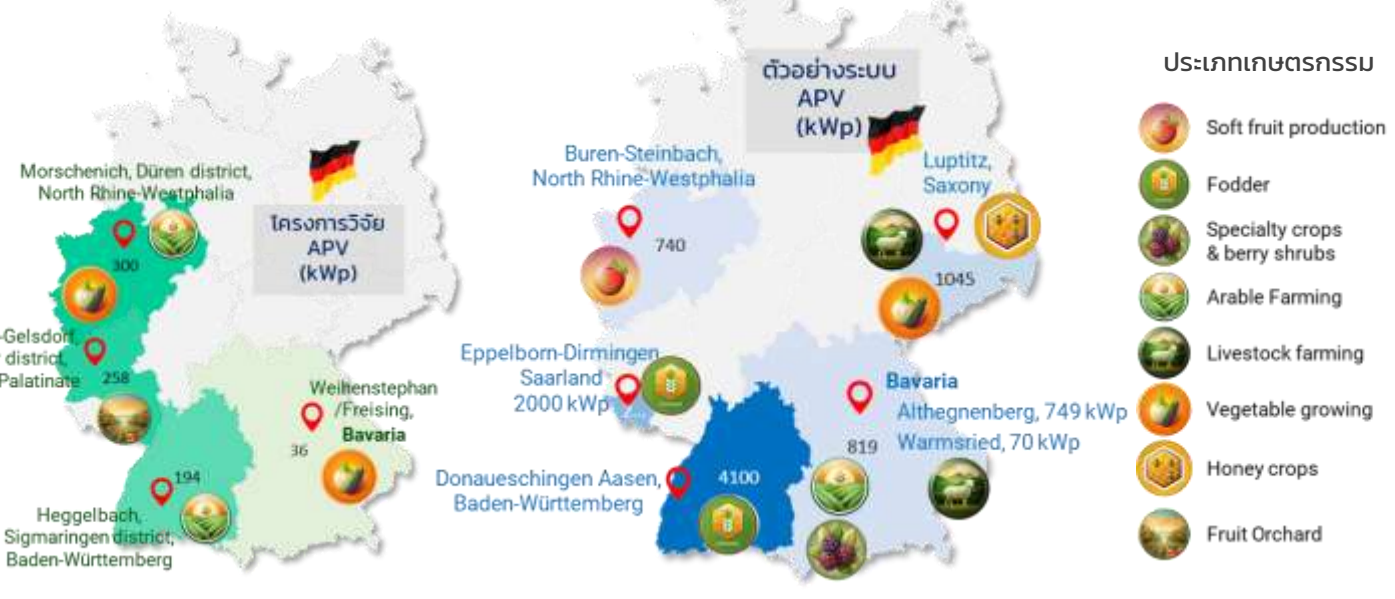 Morschenich, Düren district,
North Rhine-Westphalia
300
โครงการวิจัย
APV
(kWp)
-Gelsdorf,
district,
Palatinate
258
Weihenstephan
/Freising,
Bavaria
36
194
Heggelbach,
Sigmaringen district,
Baden-Württemberg
ตัวอย่างระบบ
APV
(kWp)
Buren-Steinbach,
North Rhine-Westphalia
740
Luptitz,
Saxony
1045
Eppelborn-Dirmingen
Saarland
2000 kWp
2...
Bavaria
Althegnenberg, 749 kWp
Warmsried, 70 kWp
819
Donaueschingen Aasen,
Baden-Württemberg
4100
ประเภทเกษตรกรรม
Soft fruit production
Fodder
Specialty crops
& berry shrubs
Arable Farming
Livestock farming
Vegetable growing
Honey crops
Fruit Orchard